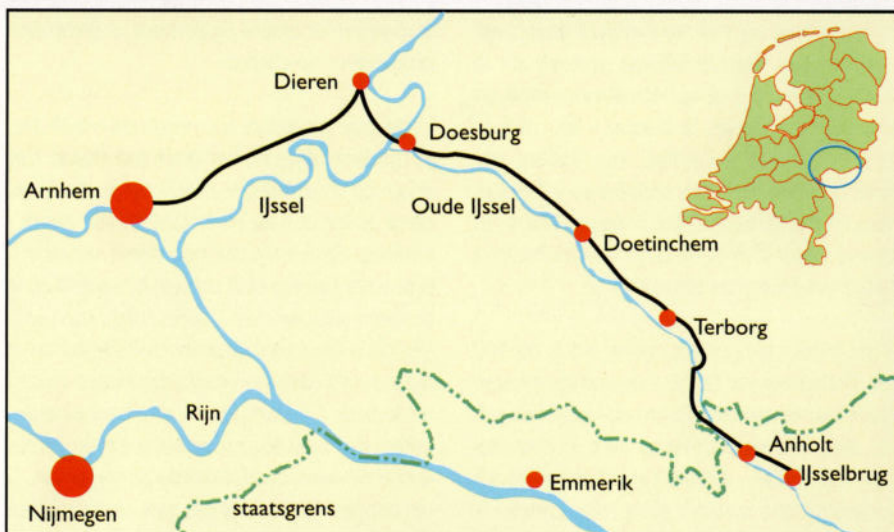 Dieren
Doesburg
Arnhem
IJssel
Oude IJssel
Doetinchem
Terborg
Rijn
Anholt
IJsselbrug
Emmerik
Nijmegen
staatsgrens